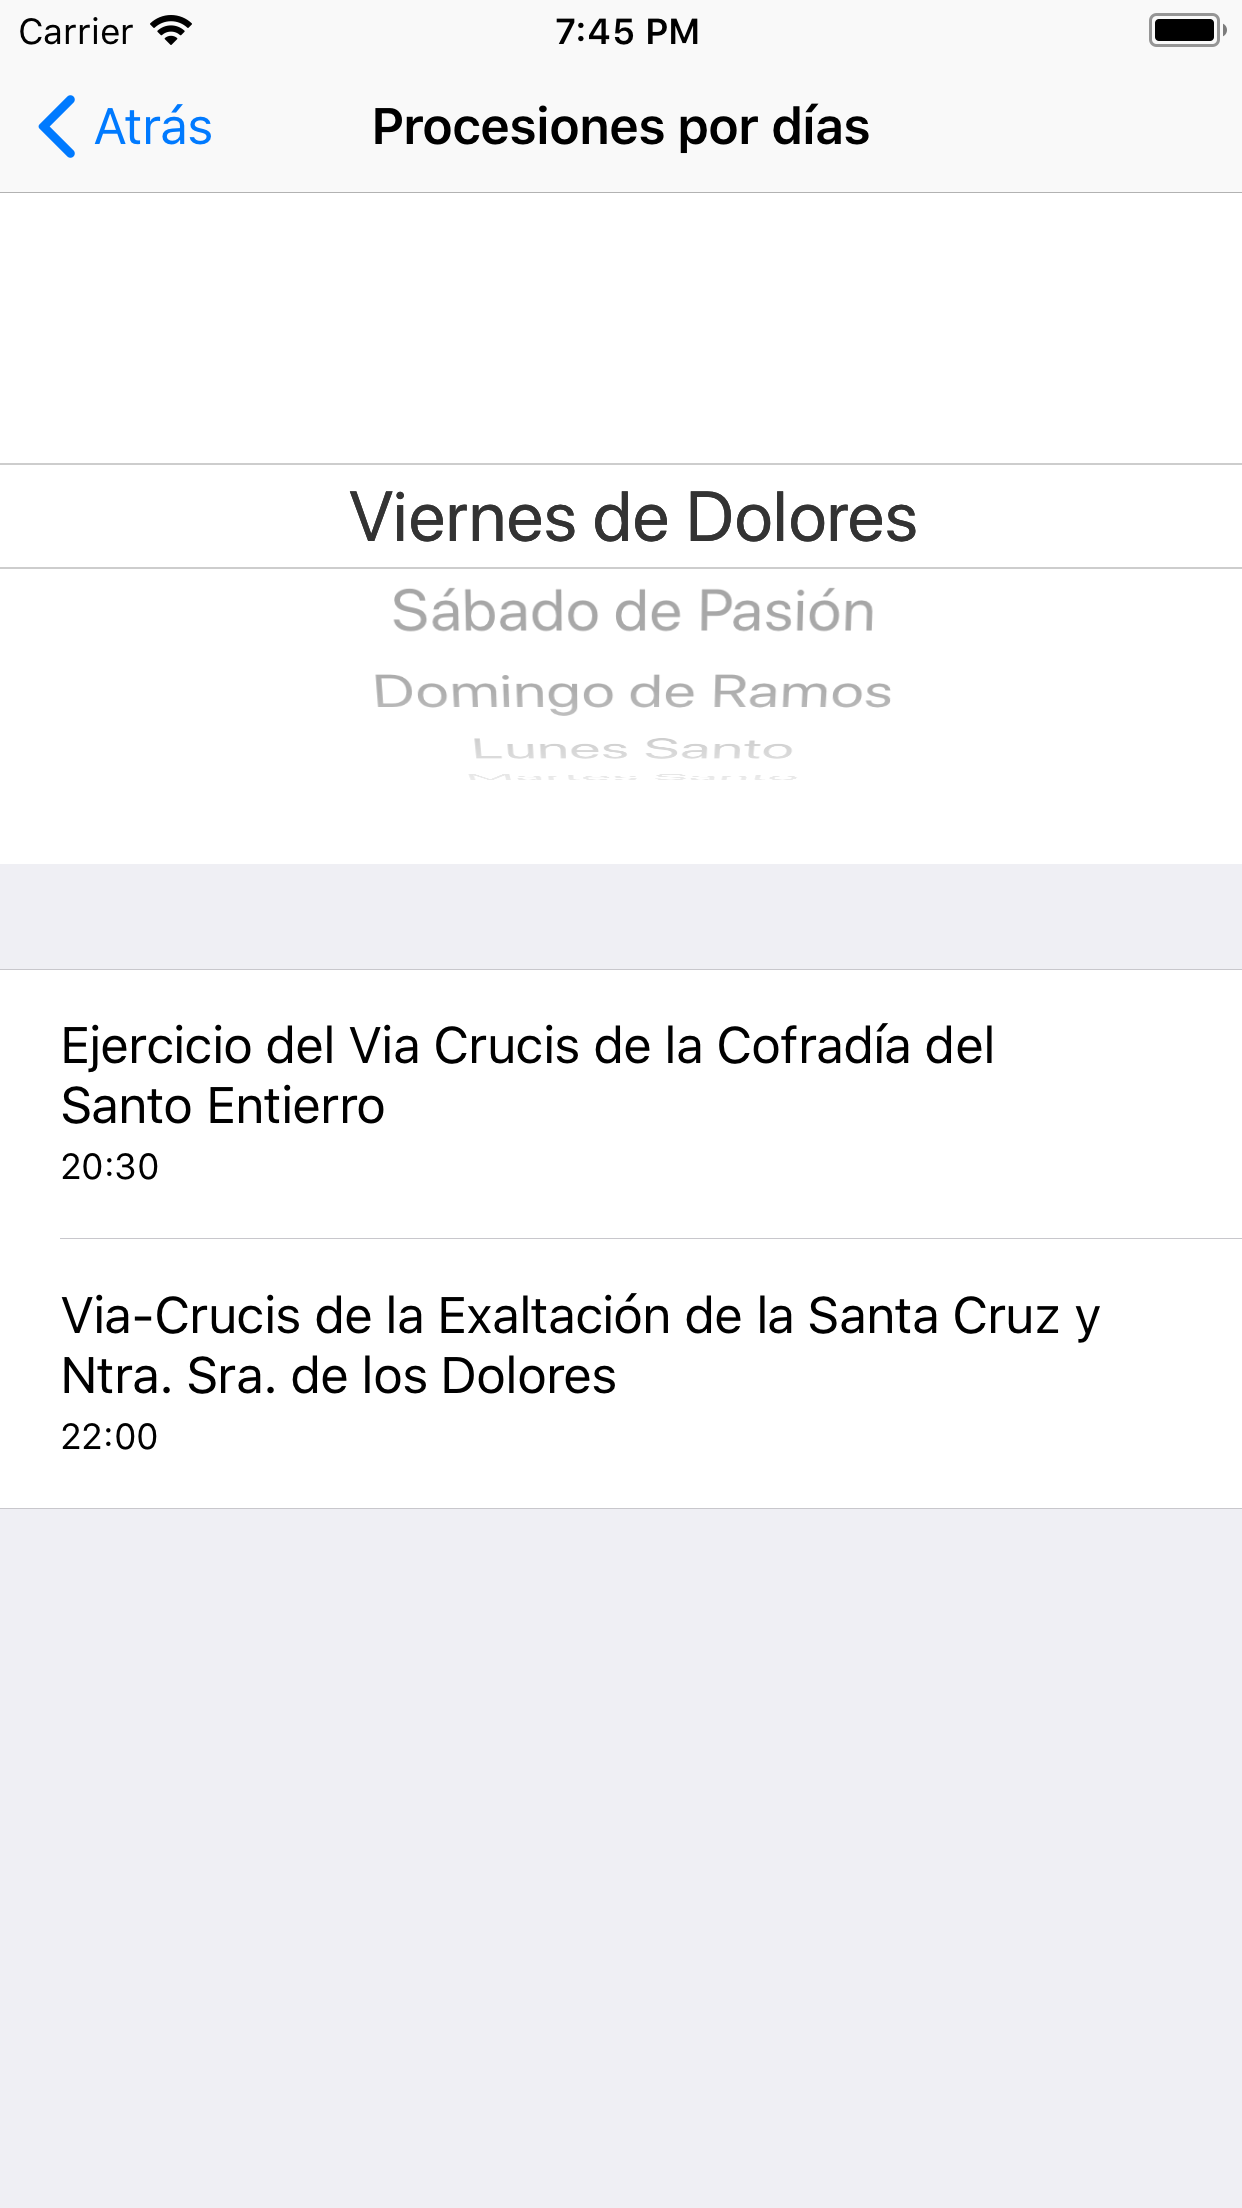 Carrier
7:45 PM
Atrás
Procesiones por días
Viernes de Dolores
Sábado de Pasión
Domingo de Ramos
Lunes Santo
Martes Santo
Ejercicio del Via Crucis de la Cofradía del
Santo Entierro
20:30
Via-Crucis de la Exaltación de la Santa Cruz y
Ntra. Sra. de los Dolores
22:00